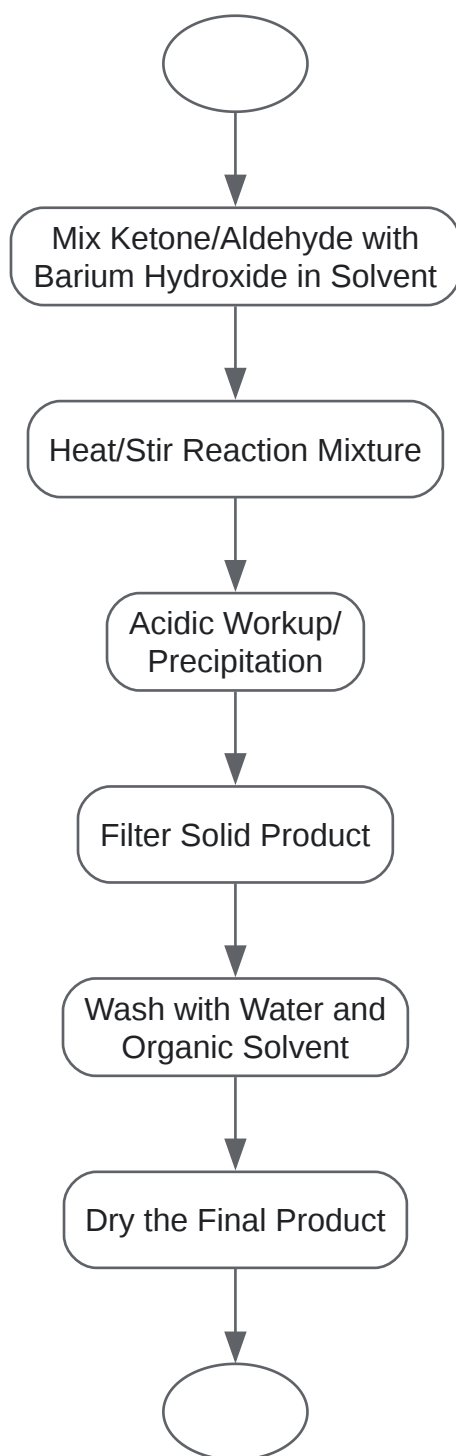 Mix Ketone/Aldehyde with
Barium Hydroxide in Solvent
Heat/Stir Reaction Mixture
Acidic Workup/
Precipitation
Filter Solid Product
Wash with Water and
Organic Solvent
Dry the Final Product